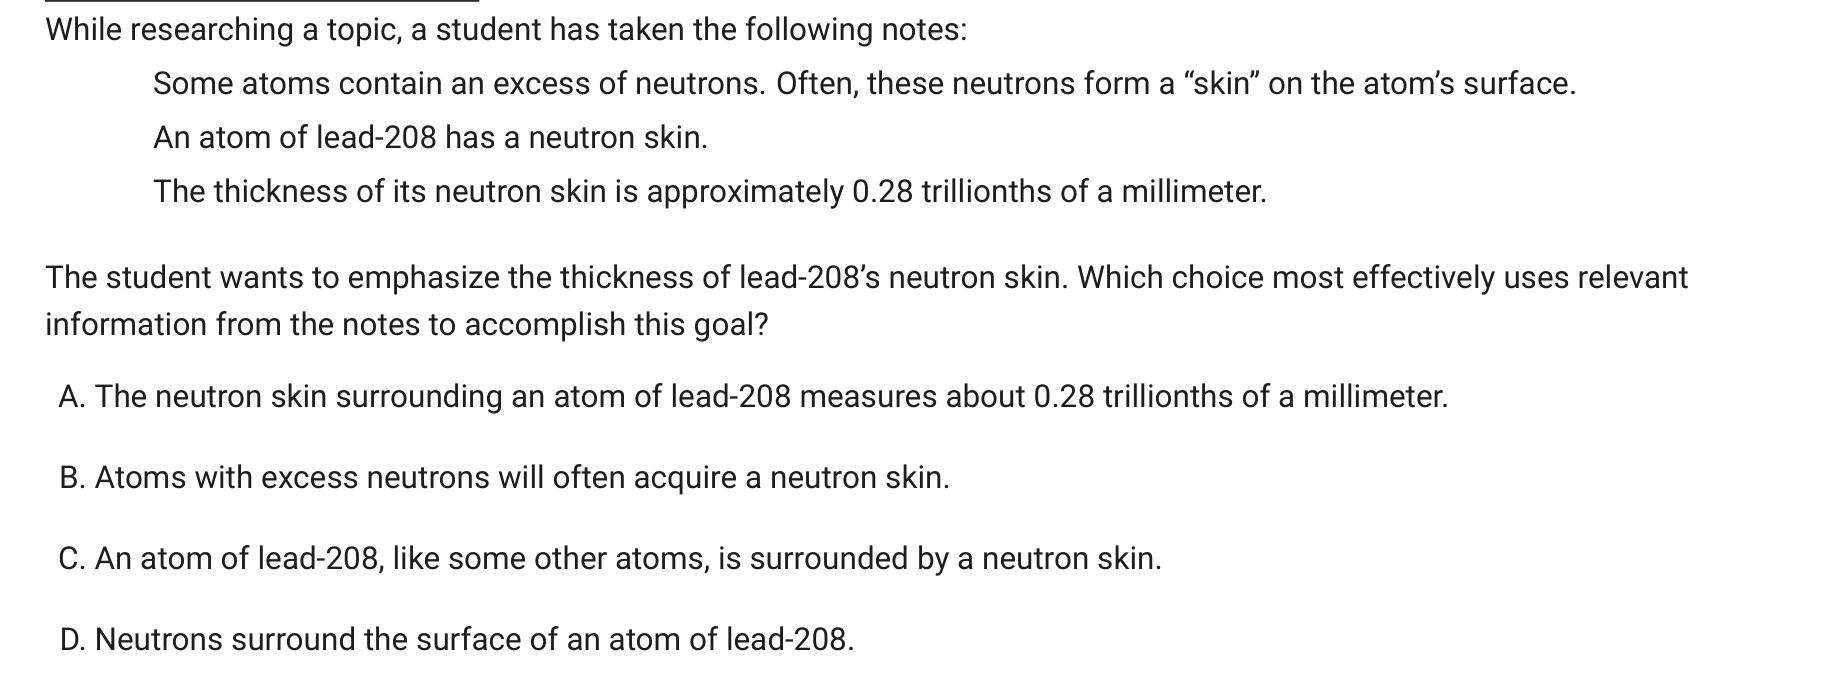 While researching a topic, a student has taken the following notes:
Some atoms contain an excess of neutrons. Often, these neutrons form a “skin” on the atom’s surface.
An atom of lead-208 has a neutron skin.
The thickness of its neutron skin is approximately 0.28 trillionths of a millimeter.
The student wants to emphasize the thickness of lead-208’s neutron skin. Which choice most effectively uses relevant
information from the notes to accomplish this goal?
A. The neutron skin surrounding an atom of lead-208 measures about 0.28 trillionths of a millimeter.
B. Atoms with excess neutrons will often acquire a neutron skin.
C. An atom of lead-208, like some other atoms, is surrounded by a neutron skin.
D. Neutrons surround the surface of an atom of lead-208.